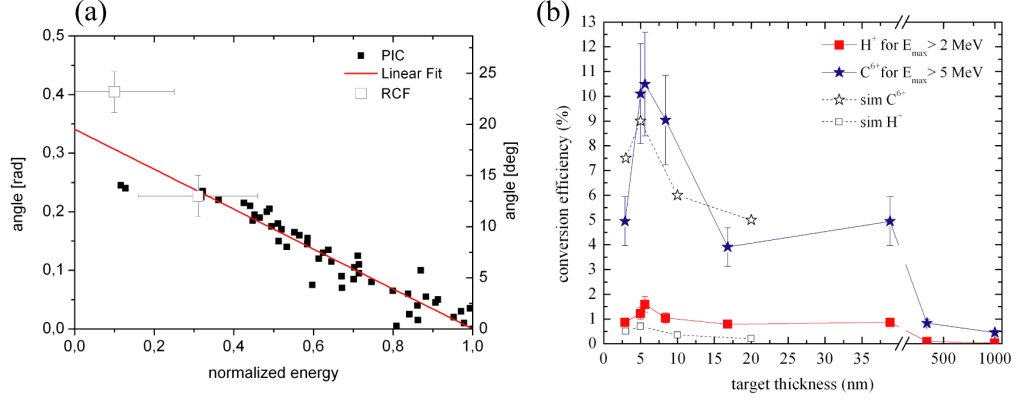 (a)
0,5
0,4
0,3
0,2
0,1
0,0
angle [rad]
0,0 0,2 0,4 0,6 0,8 1,0
normalized energy
25
20
15
10
5
0
angle [deg]
PIC
Linear Fit
RCF
(b)
13
12
11
10
9
8
7
6
5
4
3
2
1
0
conversion efficiency (%)
0 5 10 15 20 25 30 35 500 1000
target thickness (nm)
H⁺ for E_max > 2 MeV
C⁶⁺ for E_max > 5 MeV
sim C⁶⁺
sim H⁺